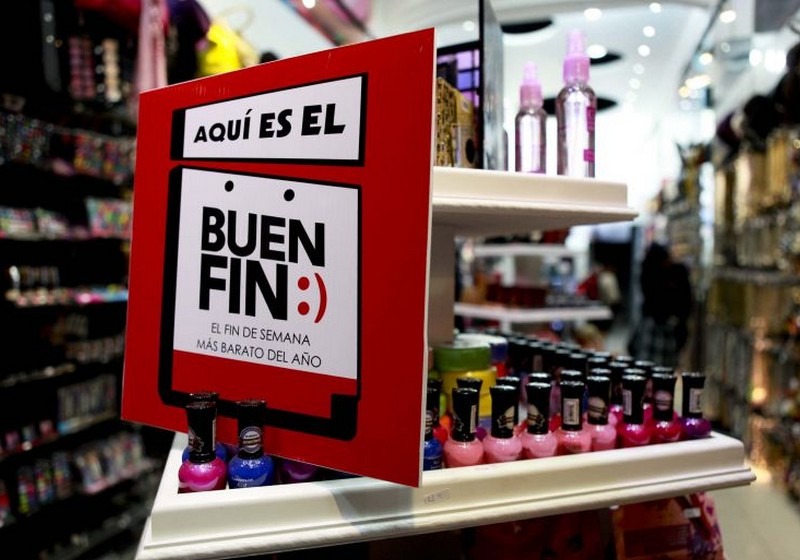 AQUÍ ES EL
BUEN
FIN:)
EL FIN DE SEMANA
MÁS BARATO DEL AÑO